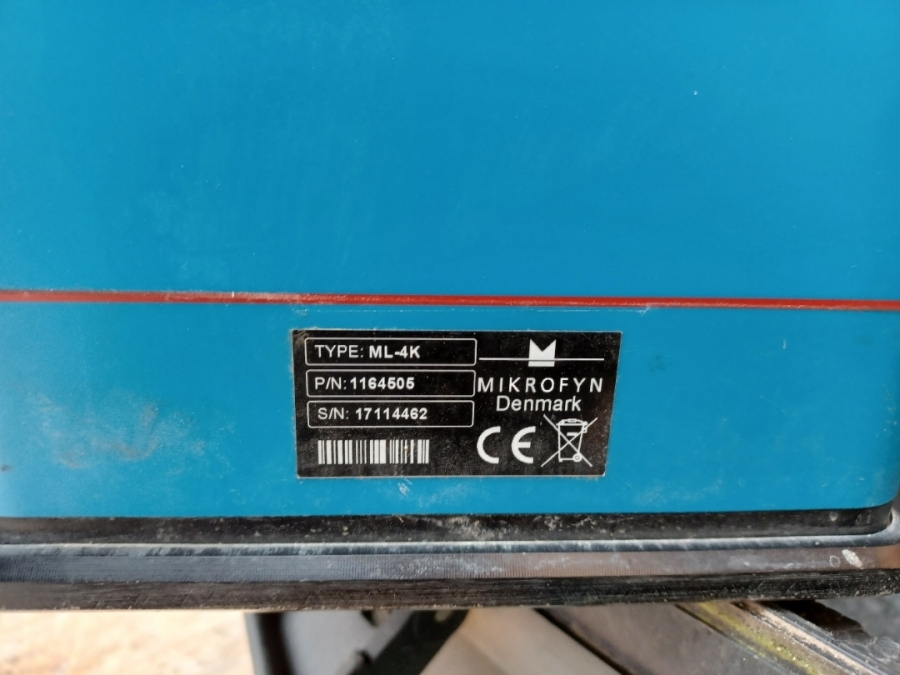 TYPE: ML-4K
P/N: 1164505
S/N: 17114462
MIKROFYN
Denmark
CE